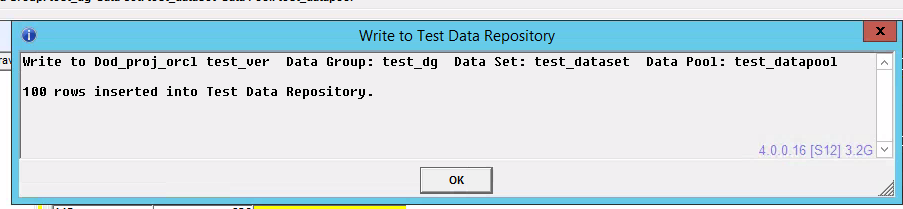 Write to Test Data Repository
x
Write to Dod_proj_orcl test_ver Data Group: test_dg Data Set: test_dataset Data Pool: test_datapool
100 rows inserted into Test Data Repository.
4.0.0.16 [S12] 3.2G
OK